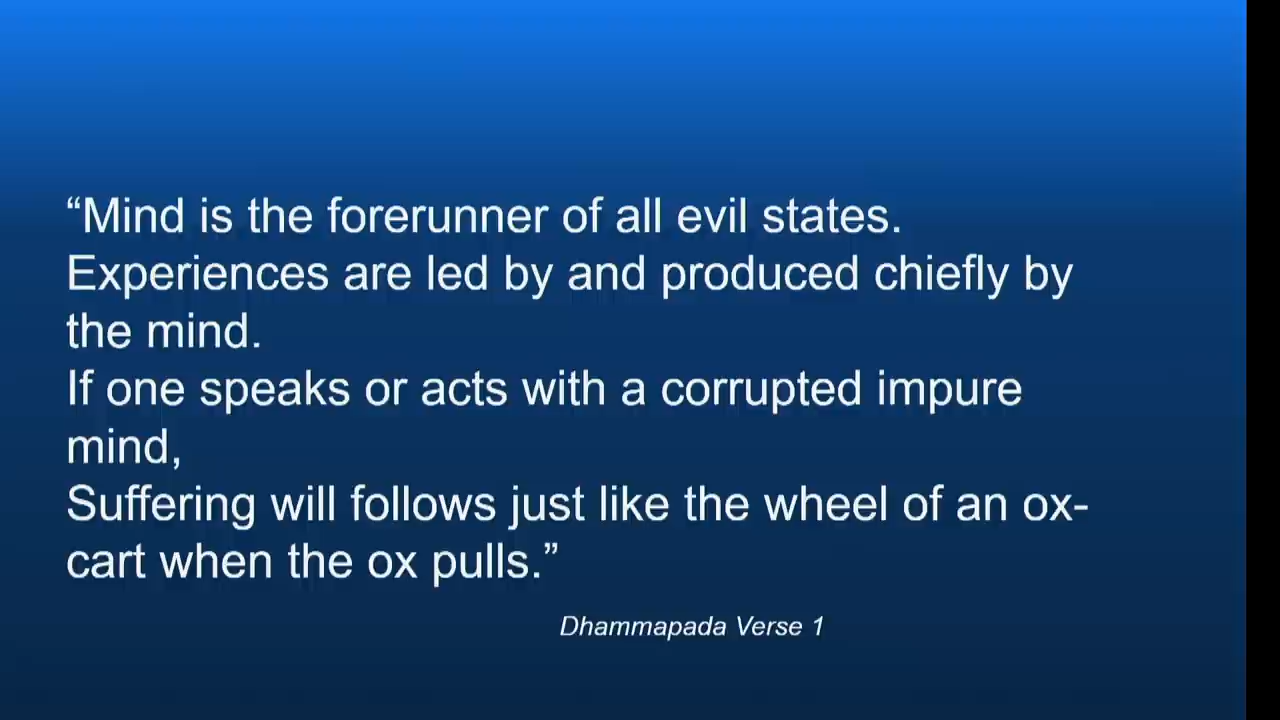 “Mind is the forerunner of all evil states.
Experiences are led by and produced chiefly by
the mind.
If one speaks or acts with a corrupted impure
mind,
Suffering will follows just like the wheel of an ox-
cart when the ox pulls.”
Dhammapada Verse 1